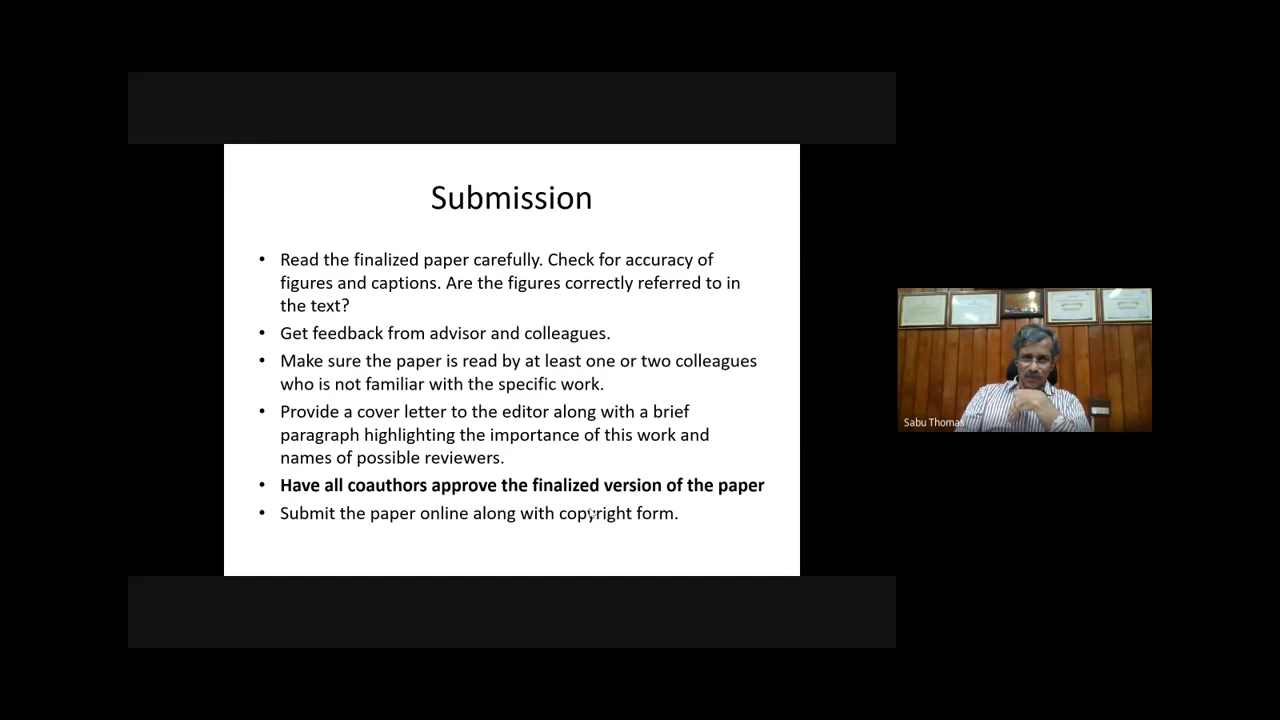 Submission
• Read the finalized paper carefully. Check for accuracy of
figures and captions. Are the figures correctly referred to in
the text?
• Get feedback from advisor and colleagues.
• Make sure the paper is read by at least one or two colleagues
who is not familiar with the specific work.
• Provide a cover letter to the editor along with a brief
paragraph highlighting the importance of this work and
names of possible reviewers.
• Have all coauthors approve the finalized version of the paper
• Submit the paper online along with copyright form.
Sabu Thomas